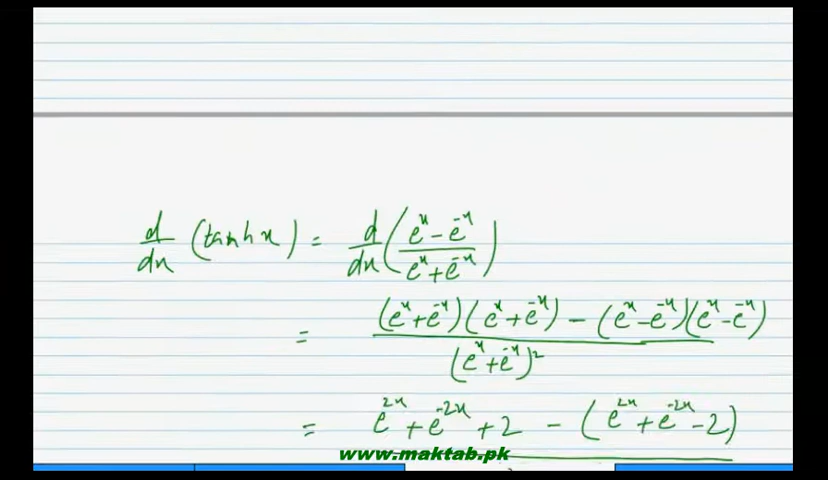 d/dx (tanh x) = d/dx ((e^x - e^-x)/(e^x + e^-x))
= ((e^x + e^-x)(e^x + e^-x) - (e^x - e^-x)(e^x - e^-x))/(e^x + e^-x)^2
= e^2x + e^-2x + 2 - (e^2x + e^-2x - 2)
www.maktab.pk